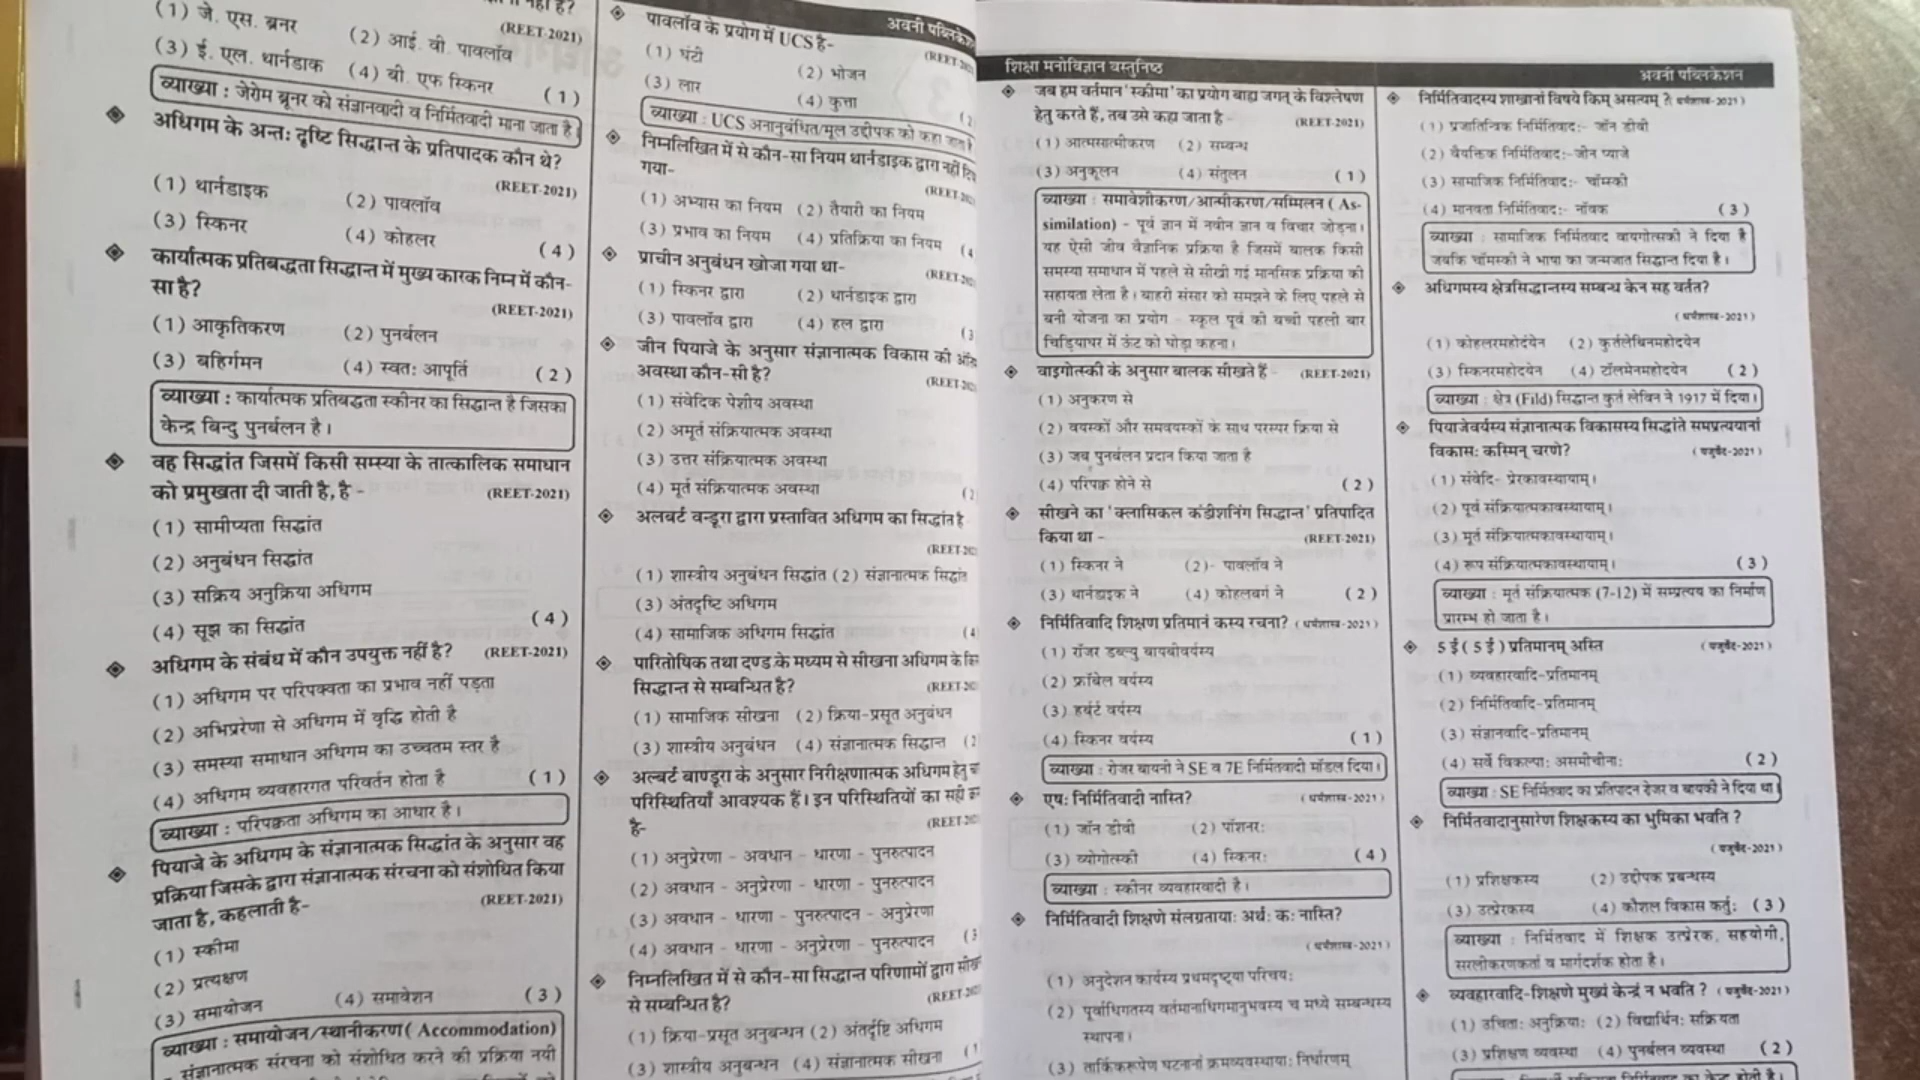 (1) जे. एस. ब्रनर
(REET-2021)
(2) आई. वी. पावलॉव
(3) ई. एल. थार्नडाक
(4) बी. एफ स्किनर
(1)
व्याख्या : जेरोम ब्रूनर को संज्ञानवादी व निर्मितवादी माना जाता है
अधिगम के अन्तः दृष्टि सिद्धान्त के प्रतिपादक कौन थे?
(REET-2021)
(1) थार्नडाइक
(2) पावलॉव
(3) स्किनर
(4) कोहलर
(4)
कार्यात्मक प्रतिबद्धता सिद्धान्त में मुख्य कारक निम्न में कौन-
सा है?
(REET-2021)
(1) आकृतिकरण
(2) पुनर्बलन
(3) बहिर्गमन
(4) स्वतः आपूर्ति
(2)
व्याख्या : कार्यात्मक प्रतिबद्धता स्कीनर का सिद्धान्त है जिसका
केन्द्र बिन्दु पुनर्बलन है।
वह सिद्धांत जिसमें किसी समस्या के तात्कालिक समाधान
को प्रमुखता दी जाती है, है -
(REET-2021)
(1) सामीप्यता सिद्धांत
(2) अनुबंधन सिद्धांत
(3) सक्रिय अनुक्रिया अधिगम
(4) सूझ का सिद्धांत
(4)
अधिगम के संबंध में कौन उपयुक्त नहीं है?
(REET-2021)
(1) अधिगम पर परिपक्वता का प्रभाव नहीं पड़ता
(2) अभिप्ररेणा से अधिगम में वृद्धि होती है
(3) समस्या समाधान अधिगम का उच्चतम स्तर है
(4) अधिगम व्यवहारगत परिवर्तन होता है
(1)
व्याख्या : परिपक्वता अधिगम का आधार है।
पियाजे के अधिगम के संज्ञानात्मक सिद्धांत के अनुसार वह
प्रक्रिया जिसके द्वारा संज्ञानात्मक संरचना को संशोधित किया
जाता है, कहलाती है-
(REET-2021)
(1) स्कीमा
(2) प्रत्यक्षण
(3) समायोजन
(4) समावेशन
(3)
व्याख्या : समायोजन/स्थानीकरण( Accommodation)
संज्ञानात्मक संरचना को संशोधित करने की प्रक्रिया नयी
अवनी पब्लिकेश
पावलॉव के प्रयोग में UCS है-
(1) घंटी
(2) भोजन
(3) लार
(4) कुत्ता
व्याख्या : UCS अनानुबंधित/मूल उद्दीपक को कहा जाता है
निम्नलिखित में से कौन-सा नियम थार्नडाइक द्वारा नहीं
गया-
(1) अभ्यास का नियम (2) तैयारी का नियम
(3) प्रभाव का नियम (4) प्रतिक्रिया का नियम
प्राचीन अनुबंधन खोजा गया था-
(1) स्किनर द्वारा
(2) थार्नडाइक द्वारा
(3) पावलॉव द्वारा
(4) हल द्वारा
जीन पियाजे के अनुसार संज्ञानात्मक विकास की
अवस्था कौन-सी है?
(1) संवेदिक पेशीय अवस्था
(2) अमूर्त संक्रियात्मक अवस्था
(3) उत्तर संक्रियात्मक अवस्था
(4) मूर्त संक्रियात्मक अवस्था
अलबर्ट वन्डूरा द्वारा प्रस्तावित अधिगम का सिद्धांत है
(1) शास्त्रीय अनुबंधन सिद्धांत (2) संज्ञानात्मक सिद्धांत
(3) अंतदृष्टि अधिगम
(4) सामाजिक अधिगम सिद्धांत
पारितोषिक तथा दण्ड के मध्यम से सीखना अधिगम के
सिद्धान्त से सम्बन्धित है?
(1) सामाजिक सीखना (2) क्रिया-प्रसूत अनुबंधन
(3) शास्त्रीय अनुबंधन (4) संज्ञानात्मक सिद्धान्त
अल्बर्ट बाण्डूरा के अनुसार निरीक्षणात्मक अधिगम हेतु
परिस्थितियाँ आवश्यक हैं। इन परिस्थितियों का सही
है-
(1) अनुप्रेरणा - अवधान - धारणा - पुनरुत्पादन
(2) अवधान - अनुप्रेरणा - धारणा - पुनरुत्पादन
(3) अवधान - धारणा - पुनरुत्पादन - अनुप्रेरणा
(4) अवधान - धारणा - अनुप्रेरणा - पुनरुत्पादन
निम्नलिखित में से कौन-सा सिद्धान्त परिणामों द्वारा
से सम्बन्धित है?
(1) क्रिया-प्रसूत अनुबन्धन (2) अंतर्दृष्टि अधिगम
(3) शास्त्रीय अनुबन्धन (4) संज्ञानात्मक सीखना
शिक्षा मनोविज्ञान वस्तुनिष्ठ
अवनी पब्लिकेशन
जब हम वर्तमान 'स्कीमा' का प्रयोग बाह्य जगत् के विश्लेषण
हेतु करते हैं, तब उसे कहा जाता है -
(REET-2021)
(1) आत्मसात्मीकरण (2) सम्बन्ध
(3) अनुकूलन
(4) संतुलन
(1)
व्याख्या : समावेशीकरण/आत्मीकरण/सम्मिलन ( As-
similation) - पूर्व ज्ञान में नवीन ज्ञान व विचार जोड़ना।
यह ऐसी जीव वैज्ञानिक प्रक्रिया है जिसमें बालक किसी
समस्या समाधान में पहले से सीखी गई मानसिक प्रक्रिया की
सहायता लेता है। बाहरी संसार को समझने के लिए पहले से
बनी योजना का प्रयोग - स्कूल पूर्व की बच्ची पहली बार
चिड़ियाघर में ऊँट को घोड़ा कहना।
वाइगोत्स्की के अनुसार बालक सीखते हैं -
(REET-2021)
(1) अनुकरण से
(2) वयस्कों और समवयस्कों के साथ परस्पर क्रिया से
(3) जब पुनर्बलन प्रदान किया जाता है
(4) परिपक्व होने से
(2)
सीखने का 'क्लासिकल कंडीशनिंग सिद्धान्त' प्रतिपादित
किया था -
(REET-2021)
(1) स्किनर ने
(2)- पावलॉव ने
(3) थार्नडाइक ने
(4) कोहलबर्ग ने
(2)
निर्मितिवादि शिक्षण प्रतिमानं कस्य रचना? (धर्मशास्त्र-2021)
(1) रॉजर डब्ल्यु वायबीवर्यस्य
(2) फ्रॉबेल वर्यस्य
(3) हर्बर्ट वर्यस्य
(4) स्किनर वर्यस्य
(1)
व्याख्या : रोजर बायनी ने SE व 7E निर्मितवादी मॉडल दिया।
एषः निर्मितिवादी नास्ति?
(धर्मशास्त्र-2021)
(1) जॉन डीवी
(2) पॉशनरः
(3) व्योगोत्स्की
(4) स्किनरः
(4)
व्याख्या : स्कीनर व्यवहारवादी है।
निर्मितिवादी शिक्षणे संलग्रतायाः अर्थः कः नास्ति?
(धर्मशास्त्र-2021)
(1) अनुदेशन कार्यस्य प्रथमदृष्ट्या परिचयः
(2) पूर्वाधिगतस्य वर्तमानाधिगमानुभवस्य च मध्ये सम्बन्धस्य
स्थापना।
(3) तार्किकरूपेण घटनानां क्रमव्यवस्थायाः निर्धारणम्
निर्मितिवादस्य शाखानां विषये किम् असत्यम् ? (धर्मशास्त्र-2021)
(1) प्रजातिन्त्रिक निर्मितिवादः- जॉन डीवी
(2) वैयक्तिक निर्मितिवादः-जीन प्याजे
(3) सामाजिक निर्मितिवादः- चॉम्स्की
(4) मानवता निर्मितिवादः- नॉवक
(3)
व्याख्या : सामाजिक निर्मितवाद वायगोत्सकी ने दिया है
जबकि चॉमस्की ने भाषा का जन्मजात सिद्धान्त दिया है।
अधिगमस्य क्षेत्रसिद्धान्तस्य सम्बन्ध केन सह वर्तत?
(धर्मशास्त्र-2021)
(1) कोहलरमहोदयेन (2) कुर्तलेविनमहोदयेन
(3) स्किनरमहोदयेन (4) टॉलमेनमहोदयेन
(2)
व्याख्या : क्षेत्र (Fild) सिद्धान्त कुर्त लेविन ने 1917 में दिया।
पियाजेवर्यस्य संज्ञानात्मक विकासस्य सिद्धांते समप्रत्ययानां
विकासः कस्मिन् चरणे?
(यजुर्वेद-2021)
(1) संवेदि- प्रेरकावस्थायाम्।
(2) पूर्व संक्रियात्मकावस्थायाम्।
(3) मूर्त संक्रियात्मकावस्थायाम्।
(4) रूप संक्रियात्मकावस्थायाम्।
(3)
व्याख्या : मूर्त संक्रियात्मक (7-12) में सम्प्रत्यय का निर्माण
प्रारम्भ हो जाता है।
5 ई ( 5 ई ) प्रतिमानम् अस्ति
(यजुर्वेद-2021)
(1) व्यवहारवादि-प्रतिमानम्
(2) निर्मितिवादि-प्रतिमानम्
(3) संज्ञानवादि-प्रतिमानम्
(4) सर्वे विकल्पाः असमीचीनाः
(2)
व्याख्या : SE निर्मितवाद का प्रतिपादन रोजर व बायकी ने दिया था
निर्मितवादानुसारेण शिक्षकस्य का भुमिका भवति ?
(यजुर्वेद-2021)
(1) प्रशिक्षकस्य
(2) उद्दीपक प्रबन्धस्य
(3) उत्प्रेरकस्य
(4) कौशल विकास कर्तुः
(3)
व्याख्या : निर्मितवाद में शिक्षक उत्प्रेरक, सहयोगी,
सरलीकरणकर्ता व मार्गदर्शक होता है।
व्यवहारवादि-शिक्षणे मुख्यं केन्द्रं न भवति ? (यजुर्वेद-2021)
(1) उचिताः अनुक्रियाः (2) विद्यार्थिनः सक्रियता
(3) प्रशिक्षण व्यवस्था (4) पुनर्बलन व्यवस्था
(2)